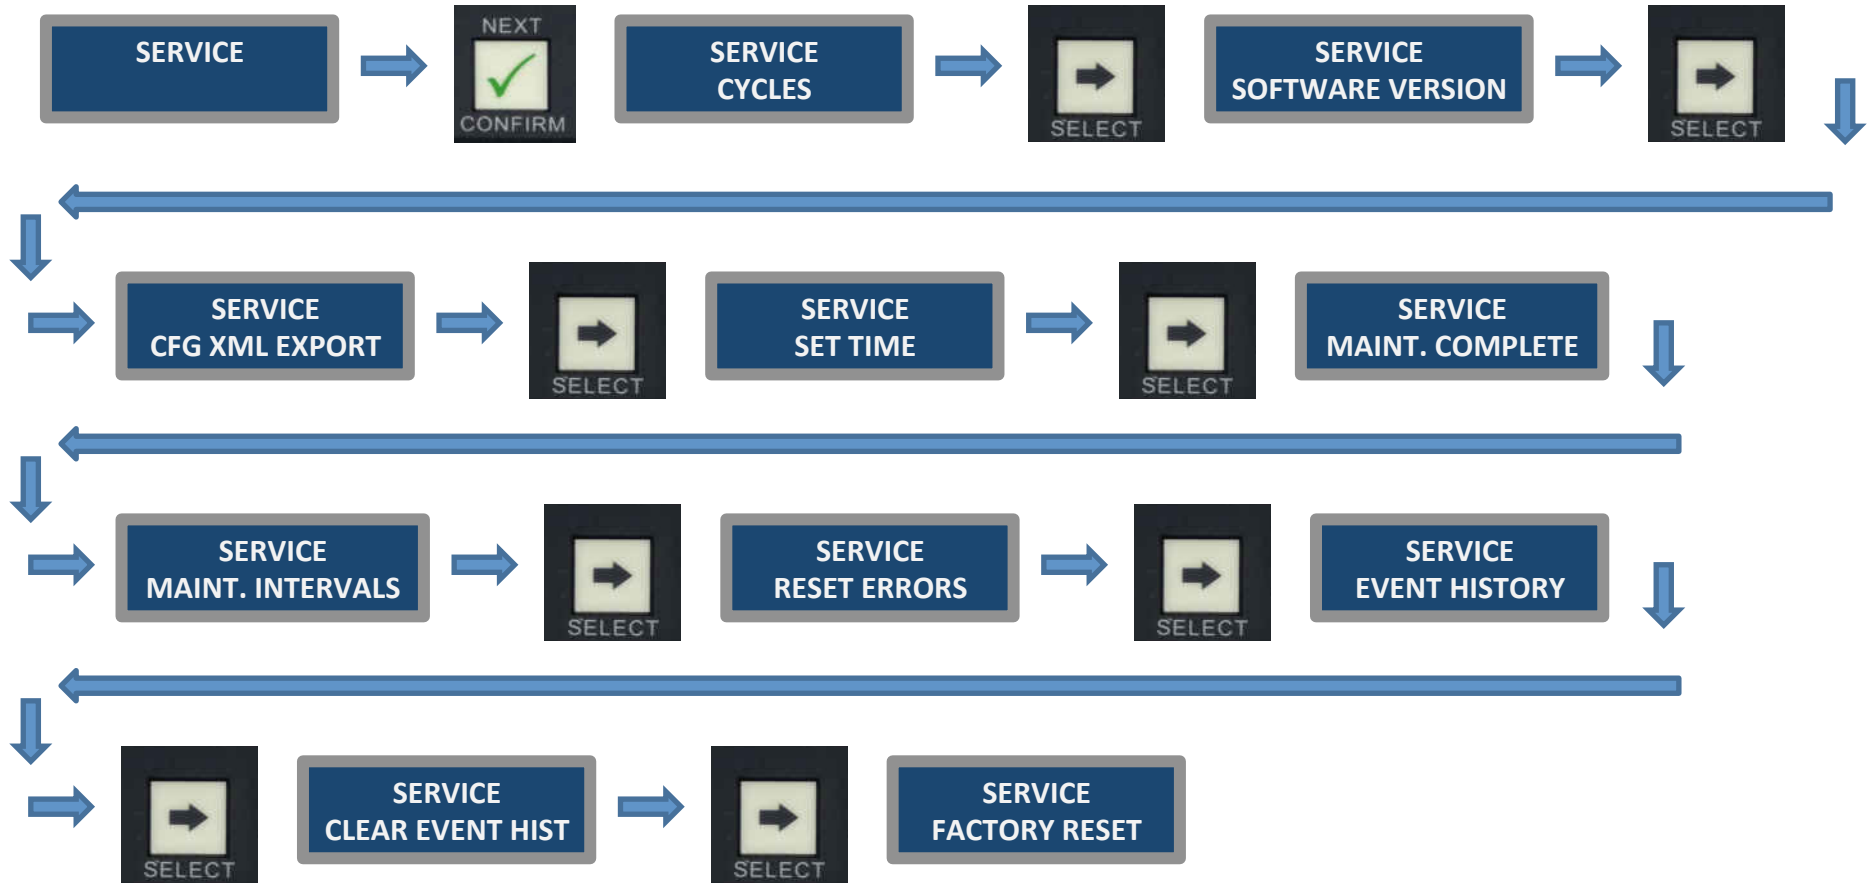 SERVICE
NEXT
CONFIRM
SERVICE
CYCLES
SELECT
SERVICE
SOFTWARE VERSION
SELECT
SERVICE
CFG XML EXPORT
SELECT
SERVICE
SET TIME
SELECT
SERVICE
MAINT. COMPLETE
SERVICE
MAINT. INTERVALS
SELECT
SERVICE
RESET ERRORS
SELECT
SERVICE
EVENT HISTORY
SELECT
SERVICE
CLEAR EVENT HIST
SELECT
SERVICE
FACTORY RESET